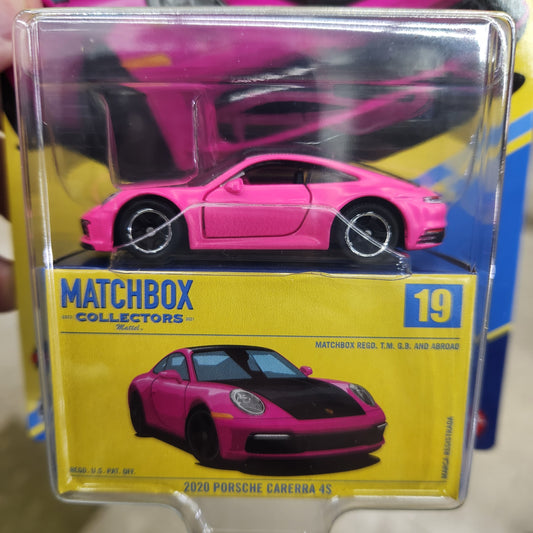 MATCHBOX
COLLECTORS
Mattel
19
MATCHBOX REGD. T.M. G.B. AND ABROAD
MARCA REGISTRADA
REGD. U.S. PAT. OFF.
2020 PORSCHE CARERRA 4S